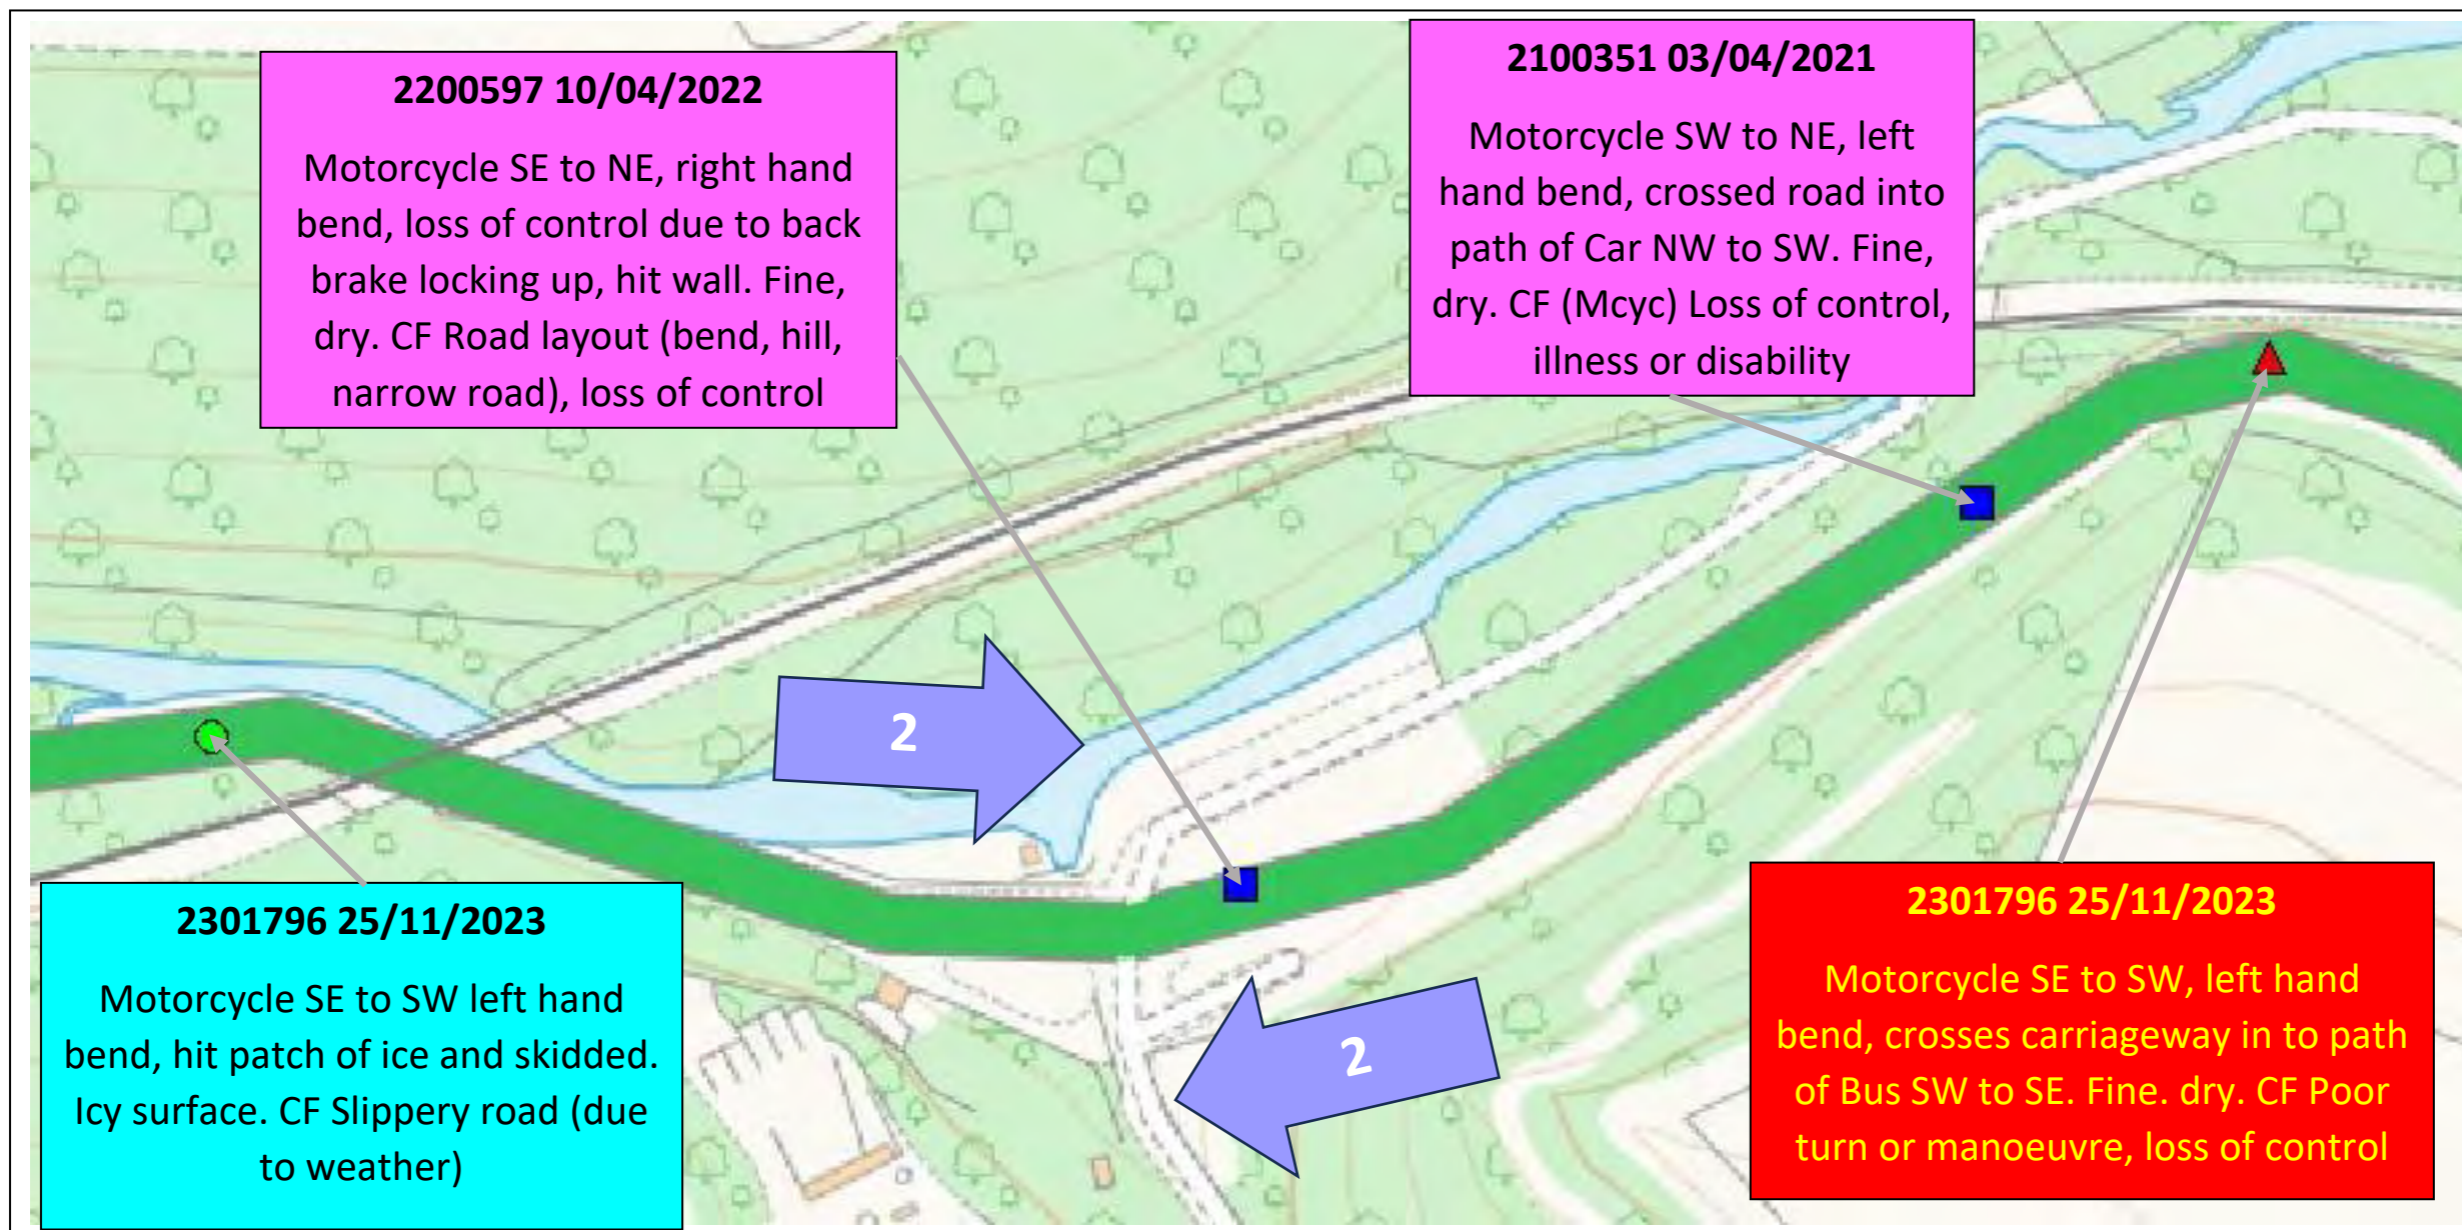 2200597 10/04/2022
Motorcycle SE to NE, right hand
bend, loss of control due to back
brake locking up, hit wall. Fine,
dry. CF Road layout (bend, hill,
narrow road), loss of control
2100351 03/04/2021
Motorcycle SW to NE, left
hand bend, crossed road into
path of Car NW to SW. Fine,
dry. CF (Mcyc) Loss of control,
illness or disability
2
2
2301796 25/11/2023
Motorcycle SE to SW left hand
bend, hit patch of ice and skidded.
Icy surface. CF Slippery road (due
to weather)
2301796 25/11/2023
Motorcycle SE to SW, left hand
bend, crosses carriageway in to path
of Bus SW to SE. Fine. dry. CF Poor
turn or manoeuvre, loss of control